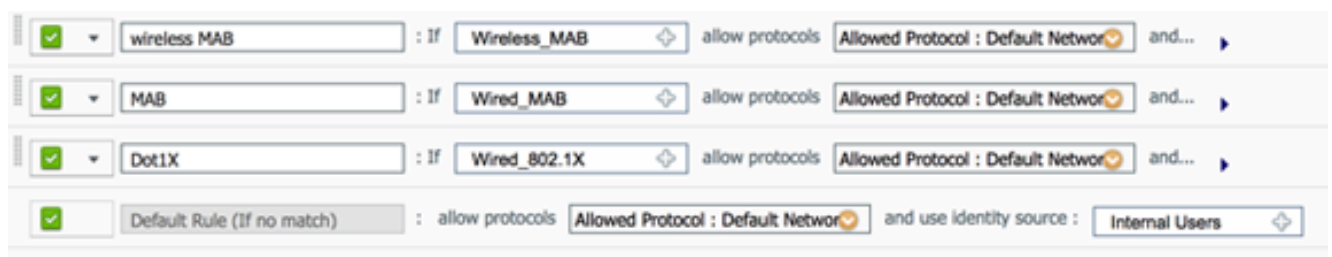 wireless MAB : If Wireless_MAB allow protocols Allowed Protocol : Default Networ and...
MAB : If Wired_MAB allow protocols Allowed Protocol : Default Networ and...
Dot1X : If Wired_802.1X allow protocols Allowed Protocol : Default Networ and...
Default Rule (If no match) : allow protocols Allowed Protocol : Default Networ and use identity source : Internal Users